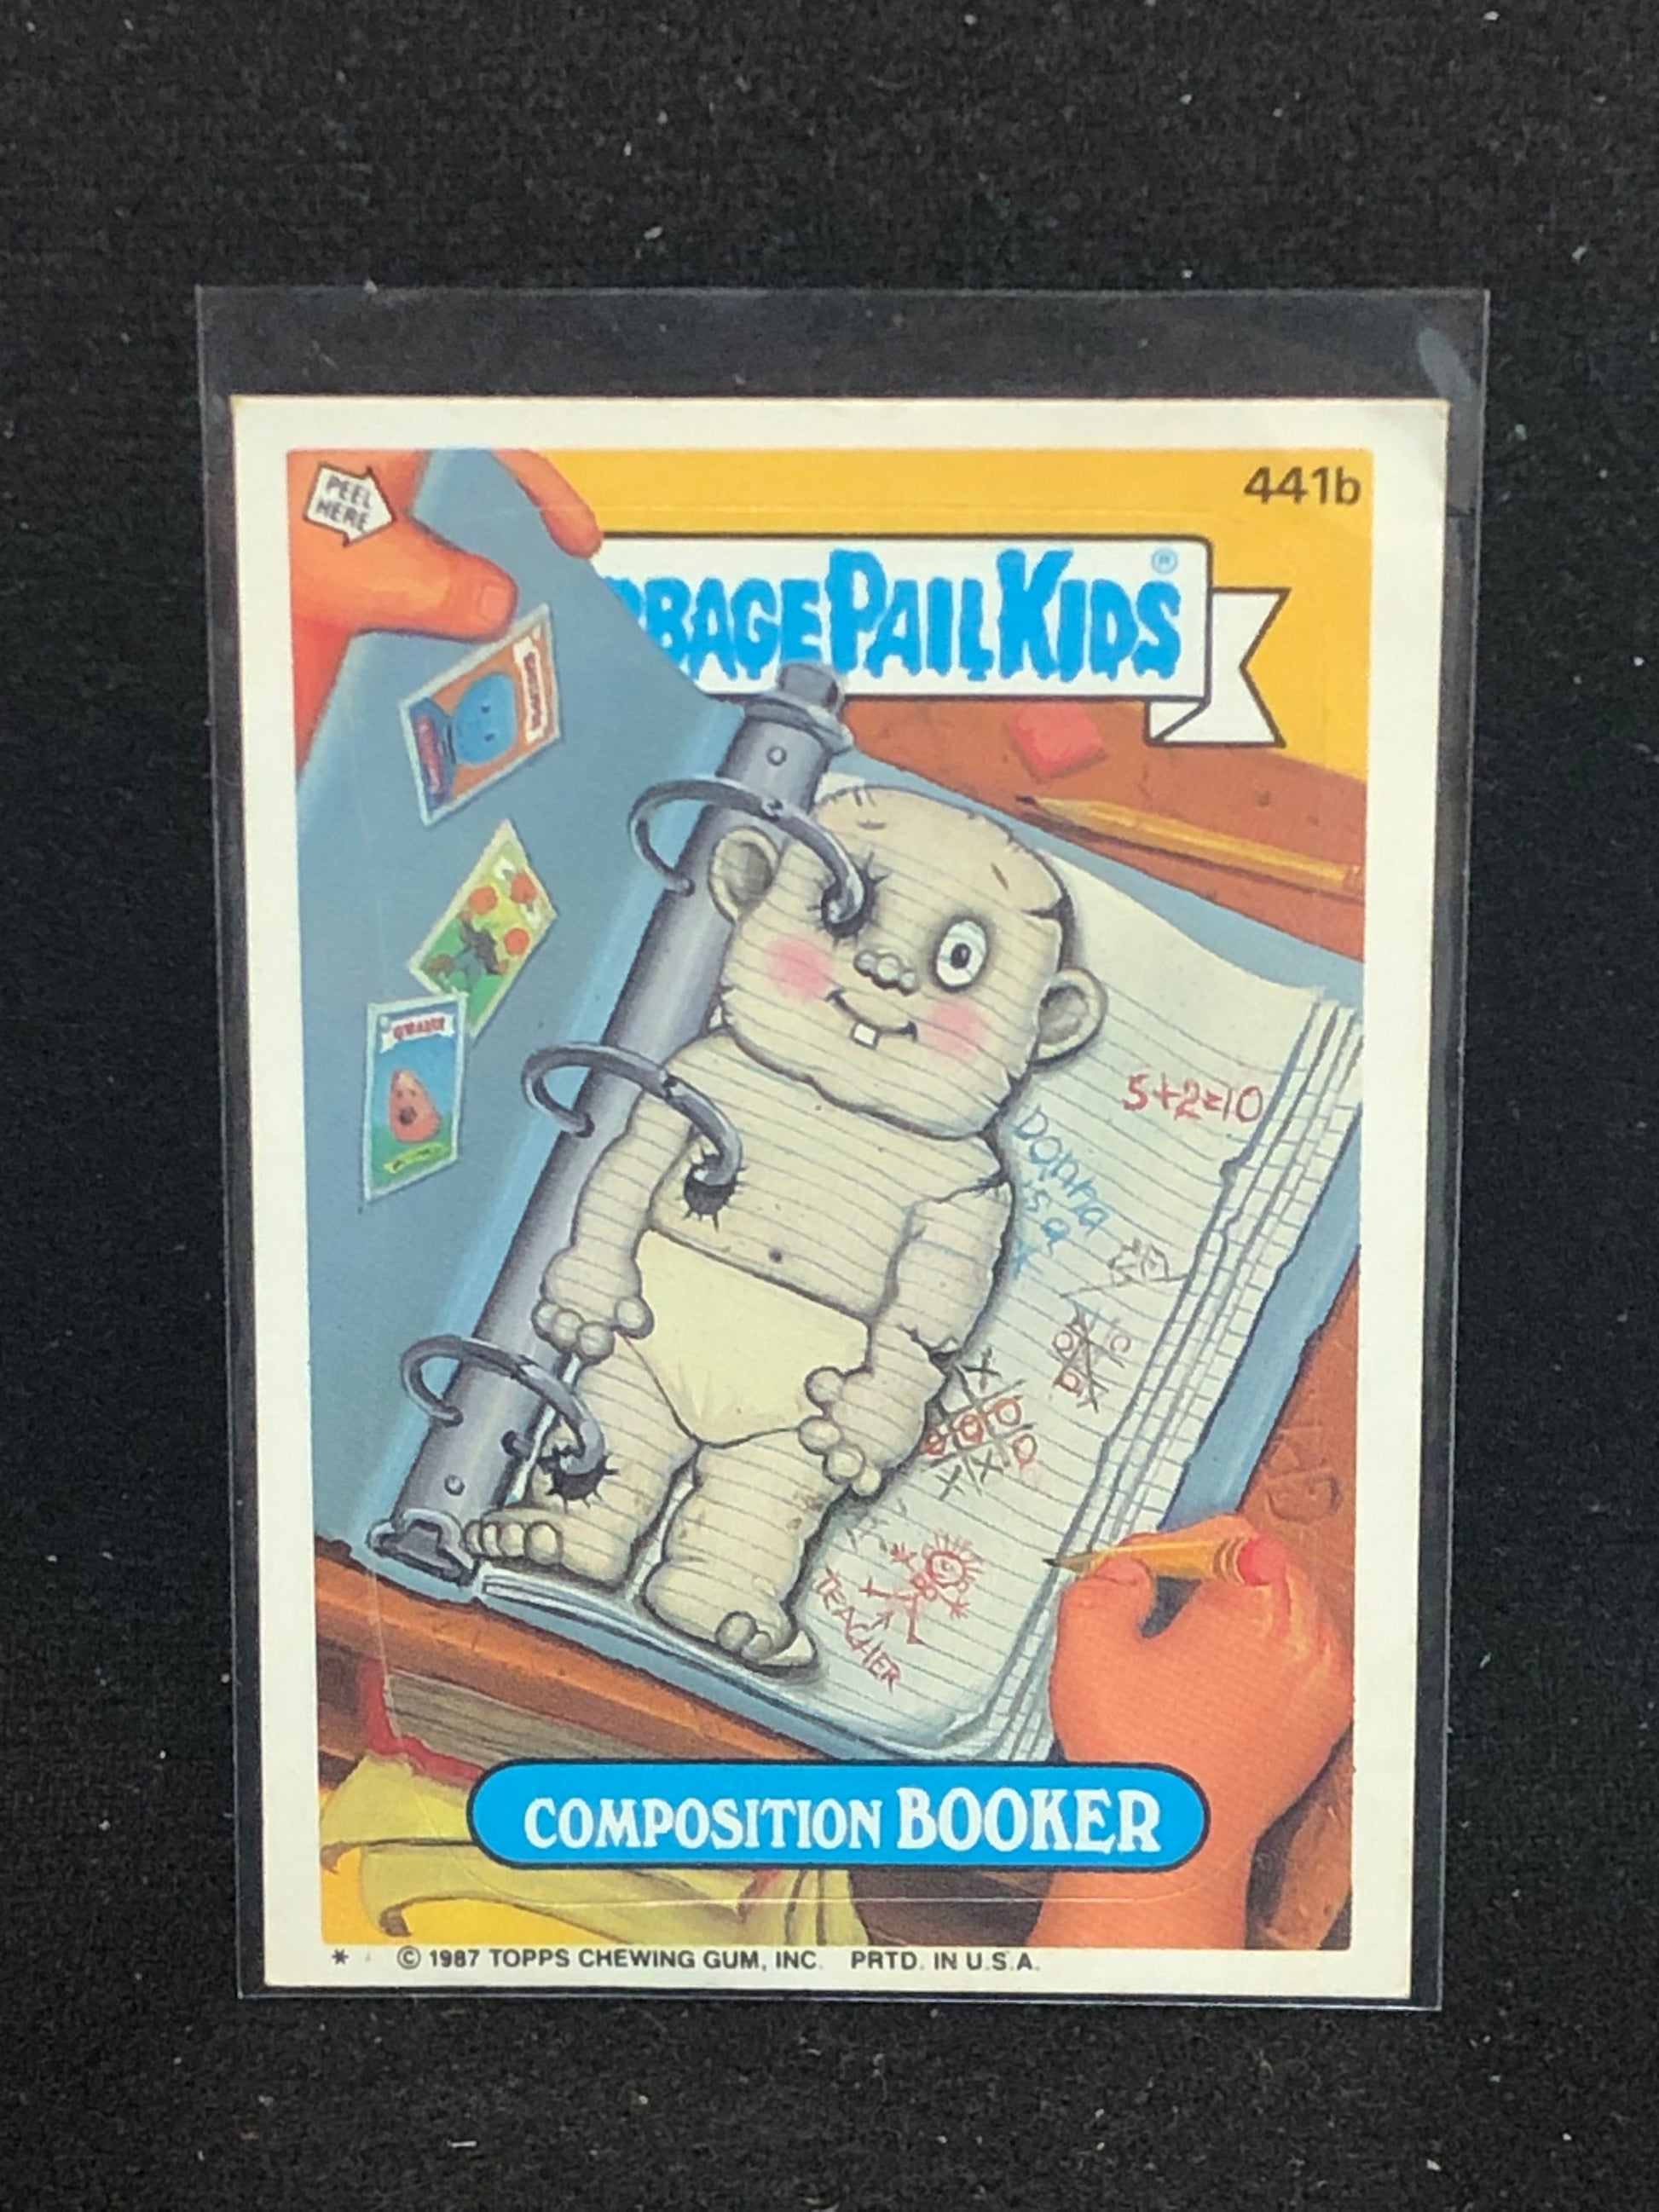 PEEL
HERE
441b
BBAGE PAIL KIDS ®
5+2=10
DONNA
IS A
TEACHER
COMPOSITION BOOKER
* © 1987 TOPPS CHEWING GUM, INC. PRTD. IN U.S.A.